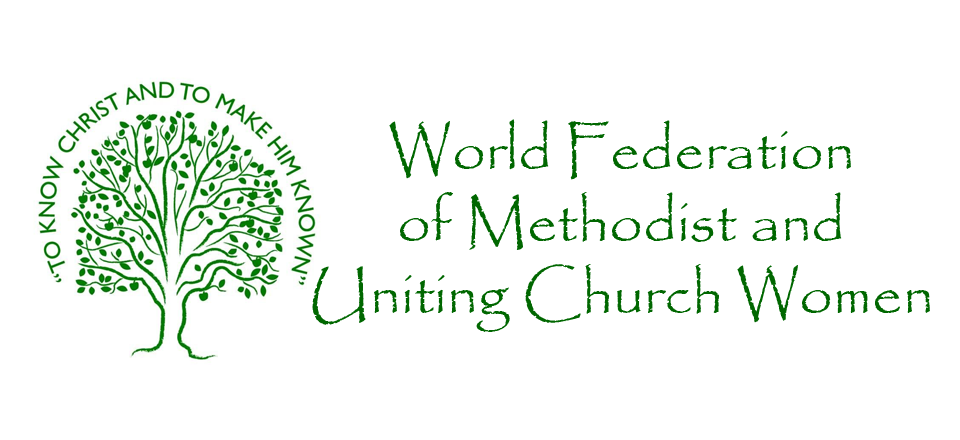 "TO KNOW CHRIST AND TO MAKE HIM KNOWN"
World Federation
of Methodist and
Uniting Church Women